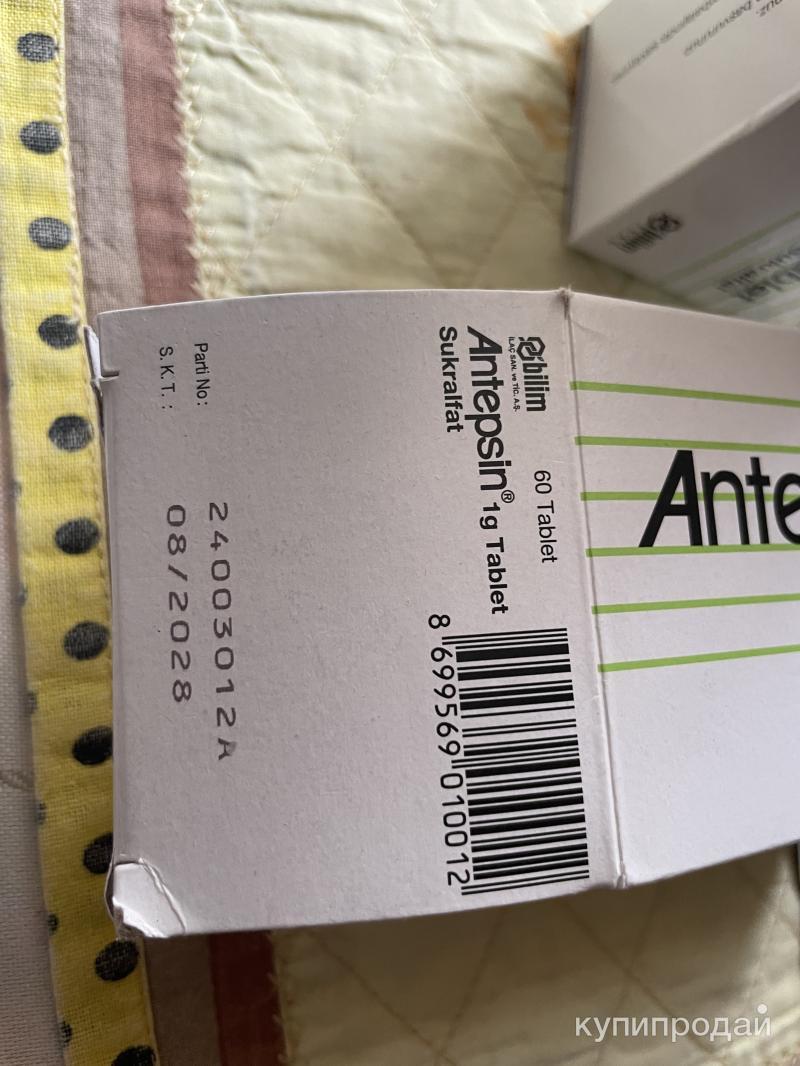 bilim
İLAÇ SAN. ve TİC. A.Ş.
60 Tablet
Antepsin® 1g Tablet
Sukralfat
8 699569 010012
Parti No: 24003012A
S.K.T.: 08/2028
Ante
bilim
купипродай